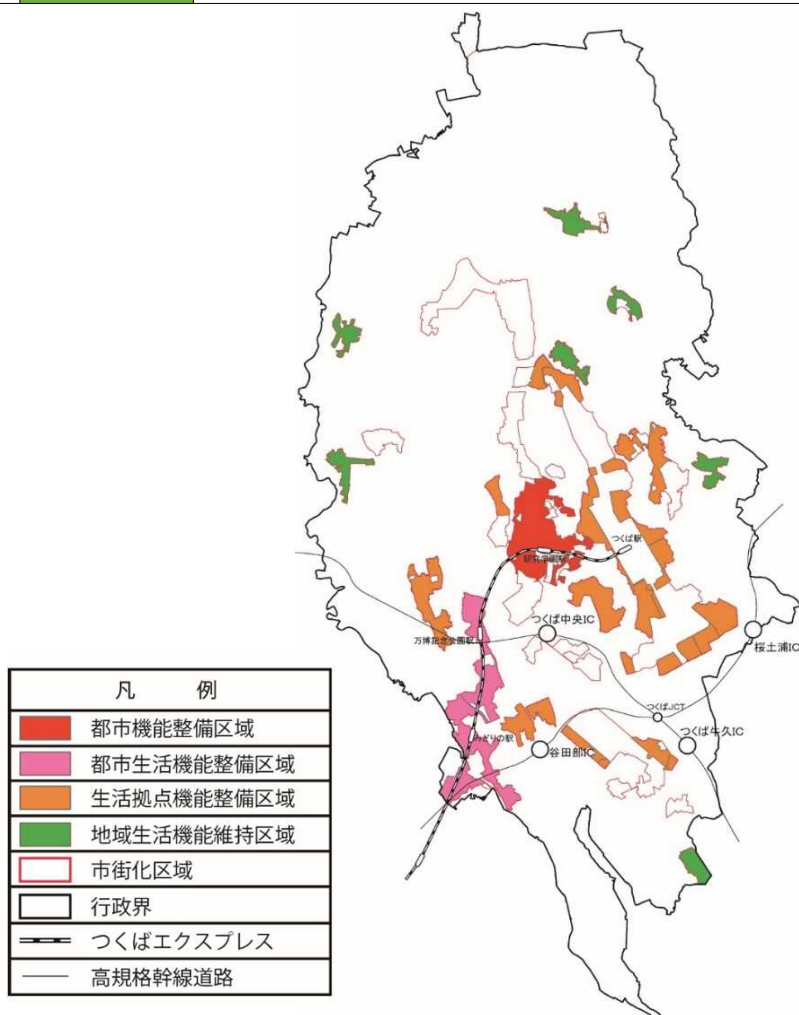 つくば駅
研究学園駅
つくば中央IC
万博記念公園駅
桜土浦IC
つくばJCT
みどりの駅
つくば牛久IC
谷田部IC
凡 例
都市機能整備区域
都市生活機能整備区域
生活拠点機能整備区域
地域生活機能維持区域
市街化区域
行政界
つくばエクスプレス
高規格幹線道路